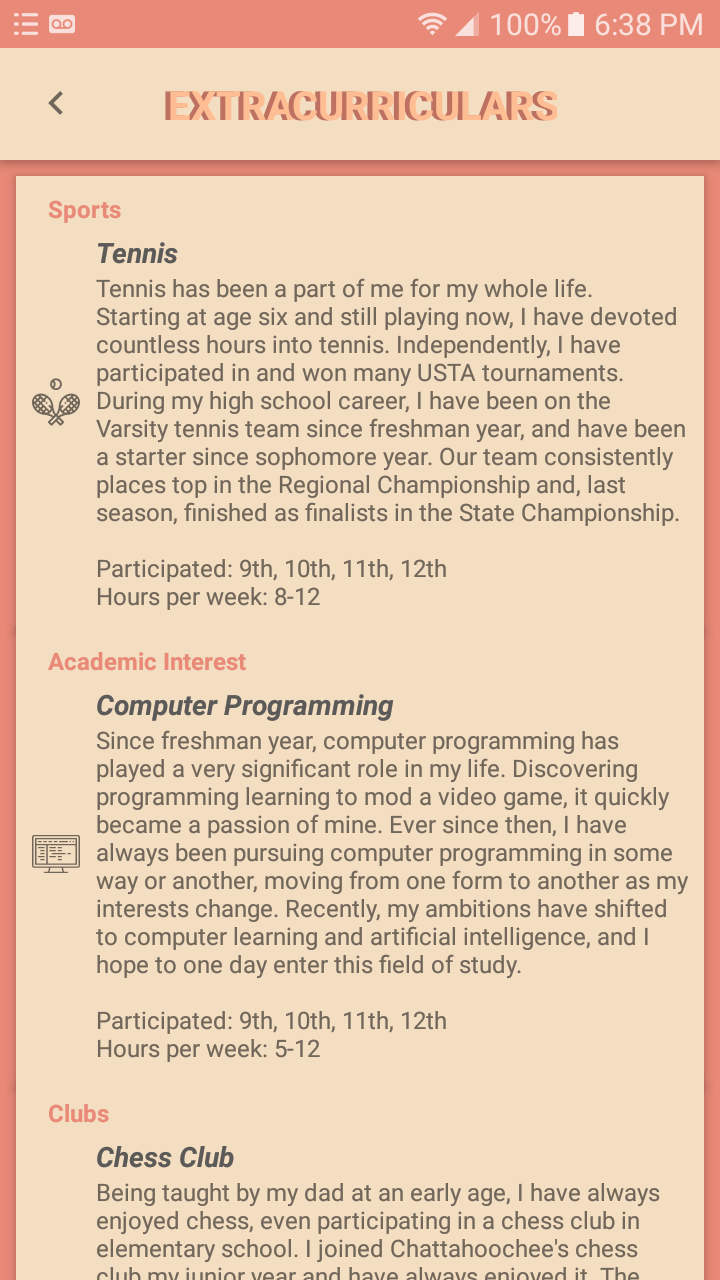 100% 6:38 PM
EXTRACURRICULARS
Sports
Tennis
Tennis has been a part of me for my whole life.
Starting at age six and still playing now, I have devoted
countless hours into tennis. Independently, I have
participated in and won many USTA tournaments.
During my high school career, I have been on the
Varsity tennis team since freshman year, and have been
a starter since sophomore year. Our team consistently
places top in the Regional Championship and, last
season, finished as finalists in the State Championship.
Participated: 9th, 10th, 11th, 12th
Hours per week: 8-12
Academic Interest
Computer Programming
Since freshman year, computer programming has
played a very significant role in my life. Discovering
programming learning to mod a video game, it quickly
became a passion of mine. Ever since then, I have
always been pursuing computer programming in some
way or another, moving from one form to another as my
interests change. Recently, my ambitions have shifted
to computer learning and artificial intelligence, and I
hope to one day enter this field of study.
Participated: 9th, 10th, 11th, 12th
Hours per week: 5-12
Clubs
Chess Club
Being taught by my dad at an early age, I have always
enjoyed chess, even participating in a chess club in
elementary school. I joined Chattahoochee's chess
club my junior year and have always enjoyed it. The